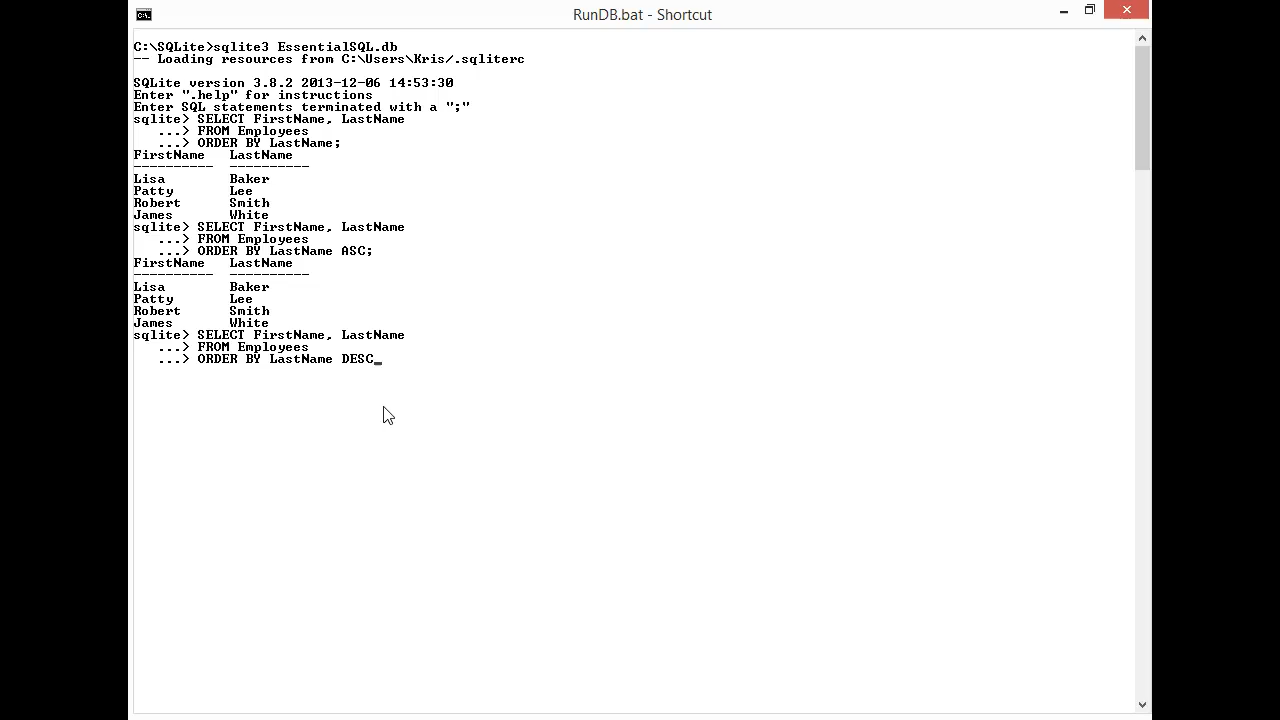 RunDB.bat - Shortcut
C:\SQLite>sqlite3 EssentialSQL.db
-- Loading resources from C:\Users\Kris/.sqliterc
SQLite version 3.8.2 2013-12-06 14:53:30
Enter ".help" for instructions
Enter SQL statements terminated with a ";"
sqlite> SELECT FirstName, LastName
   ...> FROM Employees
   ...> ORDER BY LastName;
FirstName   LastName
----------  ----------
Lisa        Baker
Patty       Lee
Robert      Smith
James       White
sqlite> SELECT FirstName, LastName
   ...> FROM Employees
   ...> ORDER BY LastName ASC;
FirstName   LastName
----------  ----------
Lisa        Baker
Patty       Lee
Robert      Smith
James       White
sqlite> SELECT FirstName, LastName
   ...> FROM Employees
   ...> ORDER BY LastName DESC_